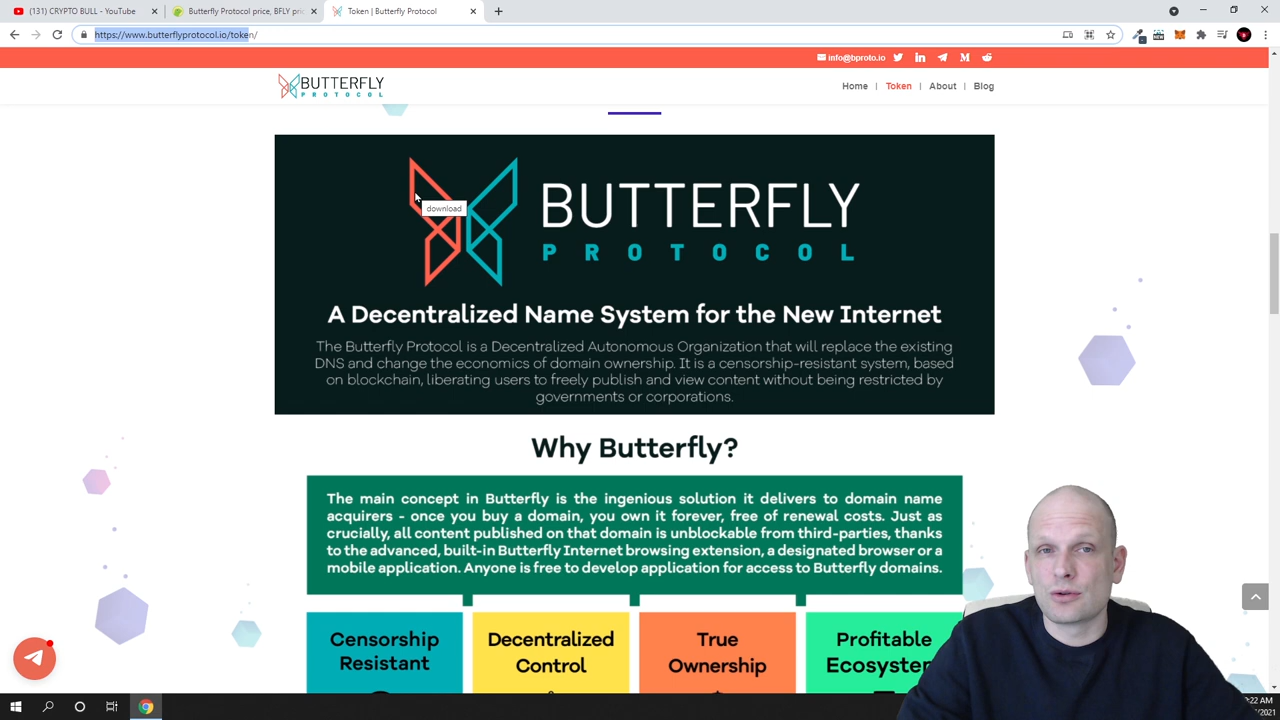 (131) CRYPTO BULL - YouTube
Butterfly Protocol price, BFLY pri
Token | Butterfly Protocol
https://www.butterflyprotocol.io/token/
info@bproto.io
BUTTERFLY
PROTOCOL
Home | Token | About | Blog
BUTTERFLY
PROTOCOL
download
A Decentralized Name System for the New Internet
The Butterfly Protocol is a Decentralized Autonomous Organization that will replace the existing
DNS and change the economics of domain ownership. It is a censorship-resistant system, based
on blockchain, liberating users to freely publish and view content without being restricted by
governments or corporations.
Why Butterfly?
The main concept in Butterfly is the ingenious solution it delivers to domain name
acquirers - once you buy a domain, you own it forever, free of renewal costs. Just as
crucially, all content published on that domain is unblockable from third-parties, thanks
to the advanced, built-in Butterfly Internet browsing extension, a designated browser or a
mobile application. Anyone is free to develop application for access to Butterfly domains.
Censorship
Resistant
Decentralized
Control
True
Ownership
Profitable
Ecosystem
:22 AM
/2021